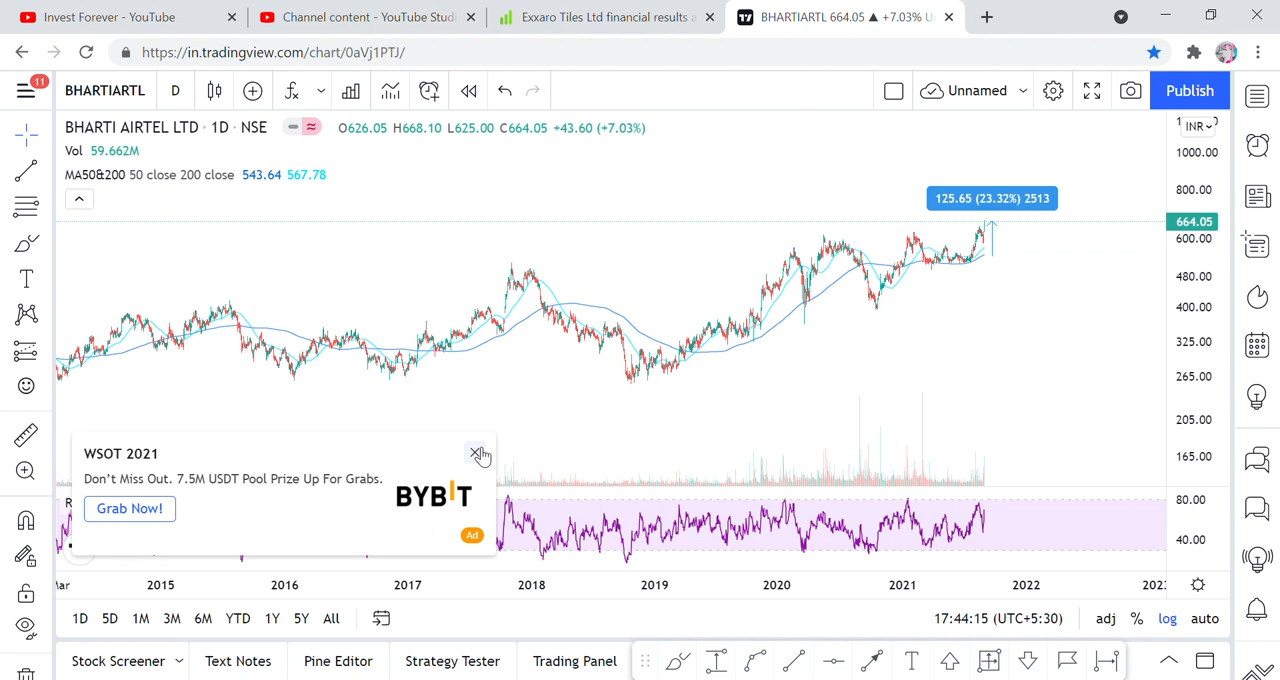 Invest Forever - YouTube
Channel content - YouTube Studi
Exxaro Tiles Ltd financial results a
BHARTIARTL 664.05 ▲ +7.03% U
https://in.tradingview.com/chart/0aVj1PTJ/
11
BHARTIARTL
D
Unnamed
Publish
BHARTI AIRTEL LTD · 1D · NSE
O626.05 H668.10 L625.00 C664.05 +43.60 (+7.03%)
INR
Vol 59.662M
1000.00
MA50&200 50 close 200 close 543.64 567.78
800.00
125.65 (23.32%) 2513
664.05
600.00
480.00
400.00
325.00
265.00
205.00
165.00
WSOT 2021
Don't Miss Out. 7.5M USDT Pool Prize Up For Grabs.
BYBIT
Grab Now!
Ad
R
80.00
40.00
2015
2016
2017
2018
2019
2020
2021
2022
1D 5D 1M 3M 6M YTD 1Y 5Y All
17:44:15 (UTC+5:30)
adj % log auto
Stock Screener
Text Notes
Pine Editor
Strategy Tester
Trading Panel